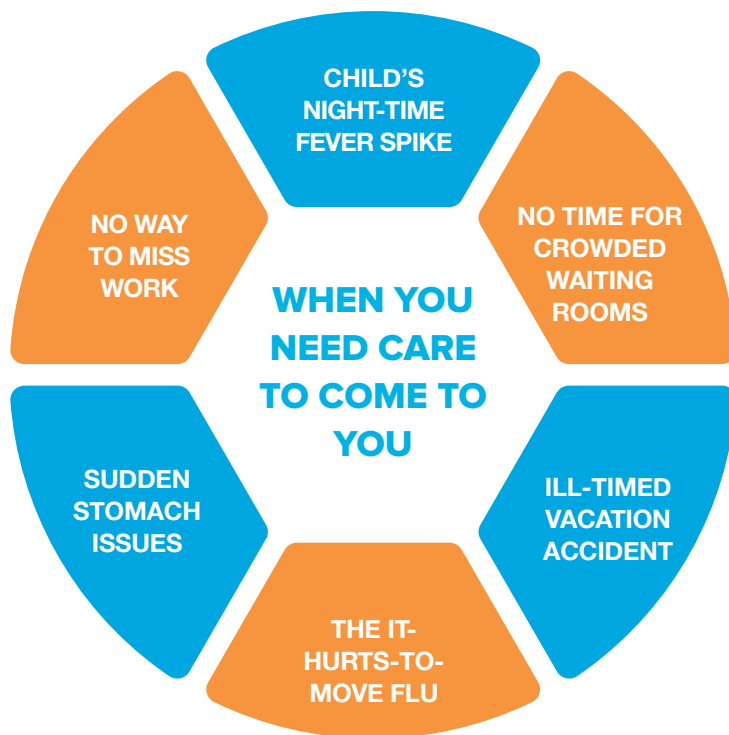 CHILD'S
NIGHT-TIME
FEVER SPIKE
NO TIME FOR
CROWDED
WAITING
ROOMS
ILL-TIMED
VACATION
ACCIDENT
THE IT-
HURTS-TO-
MOVE FLU
SUDDEN
STOMACH
ISSUES
NO WAY
TO MISS
WORK
WHEN YOU
NEED CARE
TO COME TO
YOU